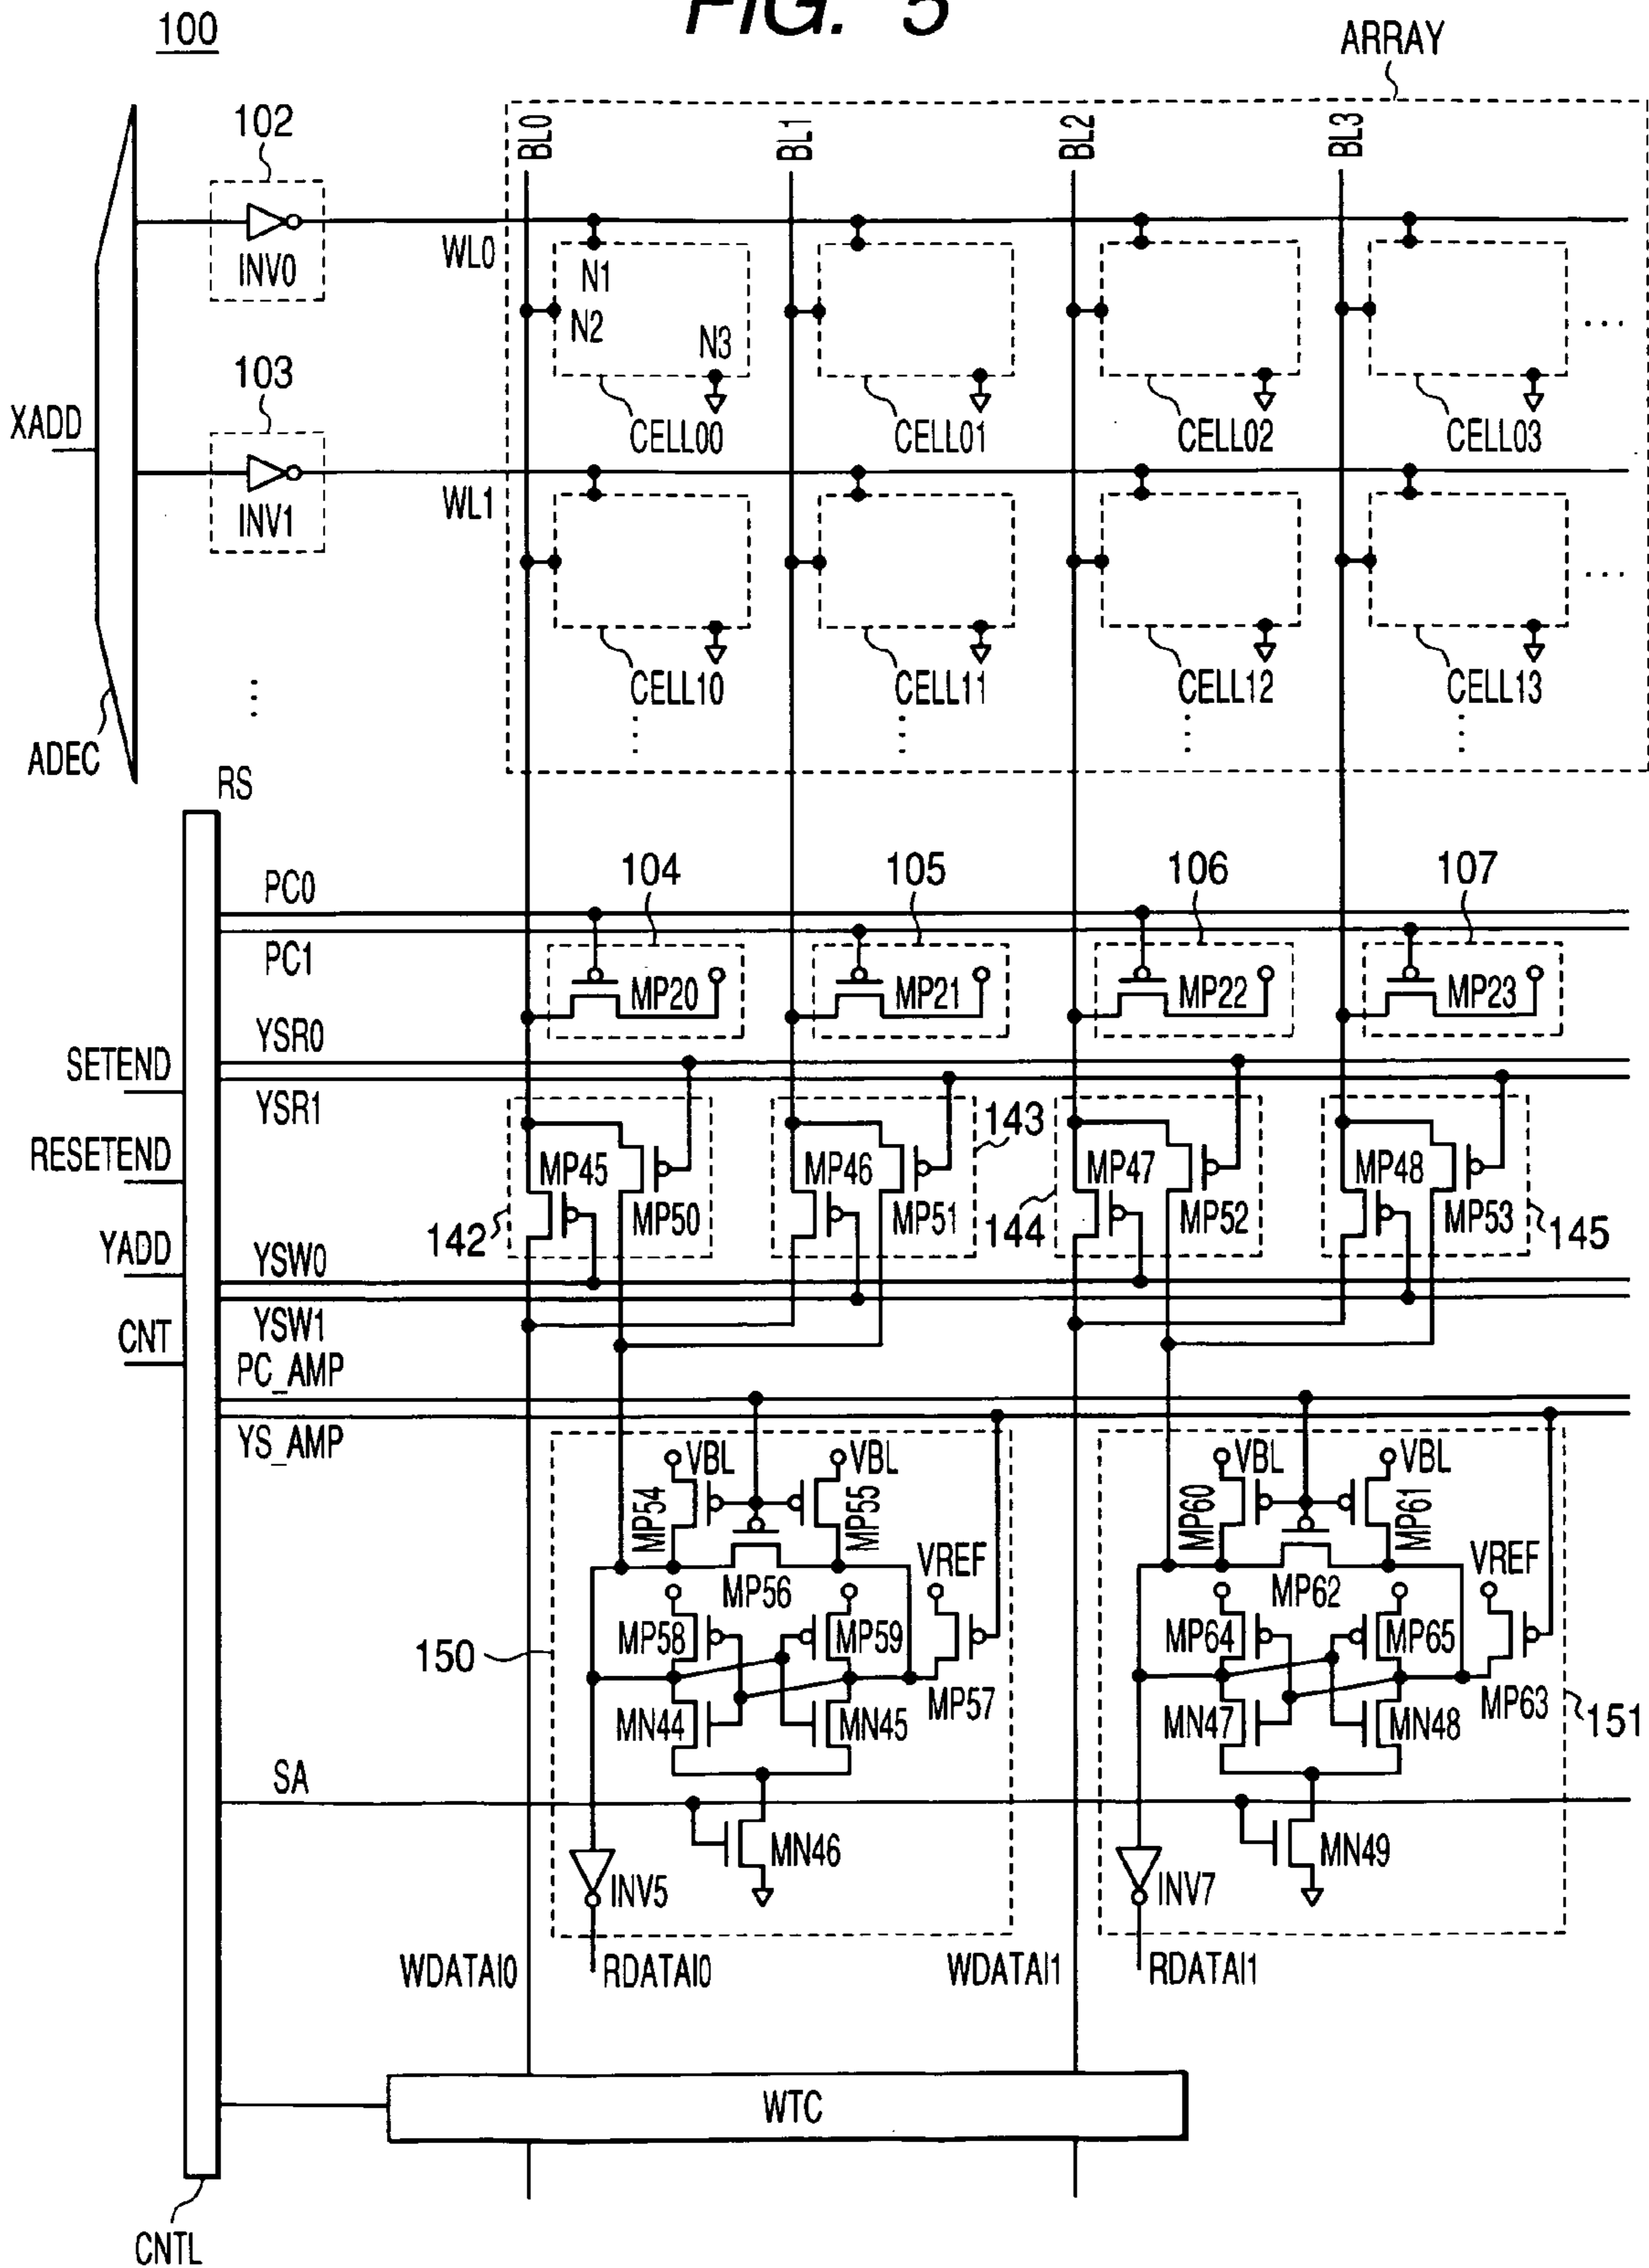 FIG. 5
100
ARRAY
102
BL0
BL1
BL2
BL3
INV0
WL0
N1
N2
N3
103
XADD
CELL00
CELL01
CELL02
CELL03
INV1
WL1
CELL10
CELL11
CELL12
CELL13
ADEC
RS
PC0
104
105
106
107
PC1
MP20
MP21
MP22
MP23
YSR0
SETEND
YSR1
143
RESETEND
MP45
MP46
MP47
MP48
142
MP50
MP51
144
MP52
MP53
145
YADD
YSW0
CNT
YSW1
PC_AMP
YS_AMP
VBL
VBL
VBL
VBL
MP54
MP55
MP60
MP61
VREF
VREF
MP56
MP62
150
MP58
MP59
MP64
MP65
MP57
MP63
MN44
MN45
MN47
MN48
151
SA
MN46
MN49
INV5
INV7
WDATAI0
RDATAI0
WDATAI1
RDATAI1
WTC
CNTL